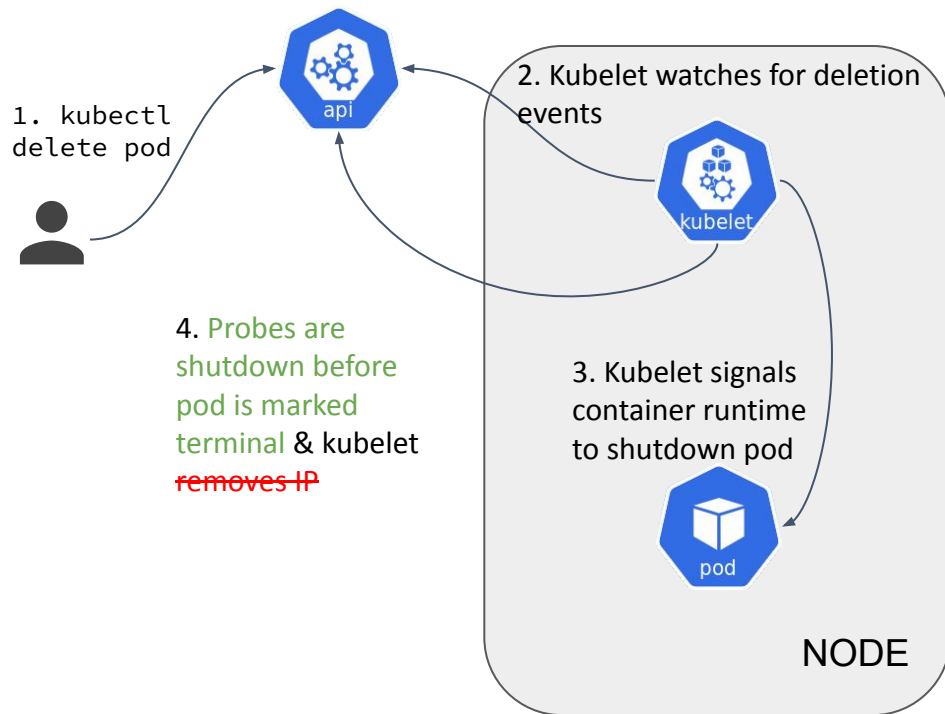 api
1. kubectl
delete pod
2. Kubelet watches for deletion
events
kubelet
4. Probes are
shutdown before
pod is marked
terminal & kubelet
removes IP
3. Kubelet signals
container runtime
to shutdown pod
pod
NODE